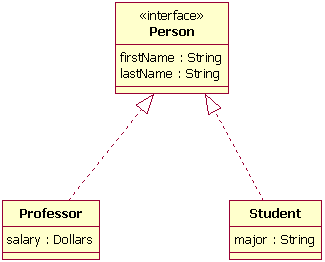 «interface»
Person
firstName : String
lastName : String
Professor
salary : Dollars
Student
major : String